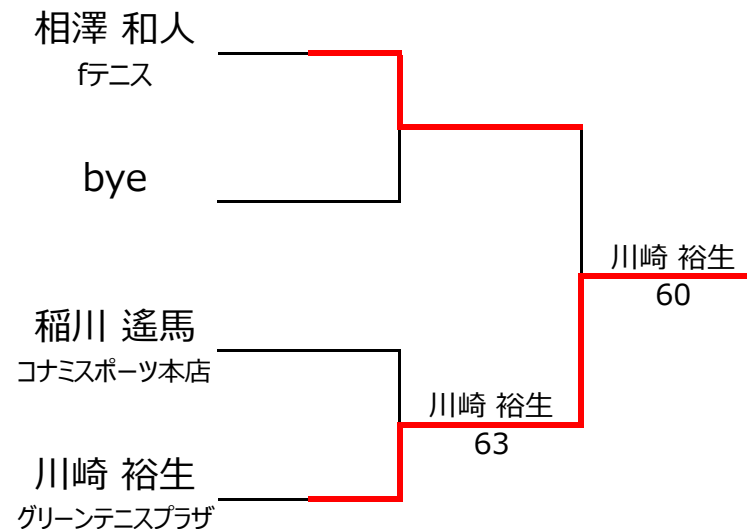 相澤 和人
fテニス
bye
稲川 遙馬
コナミスポーツ本店
川崎 裕生
グリーンテニスプラザ
川崎 裕生
63
川崎 裕生
60